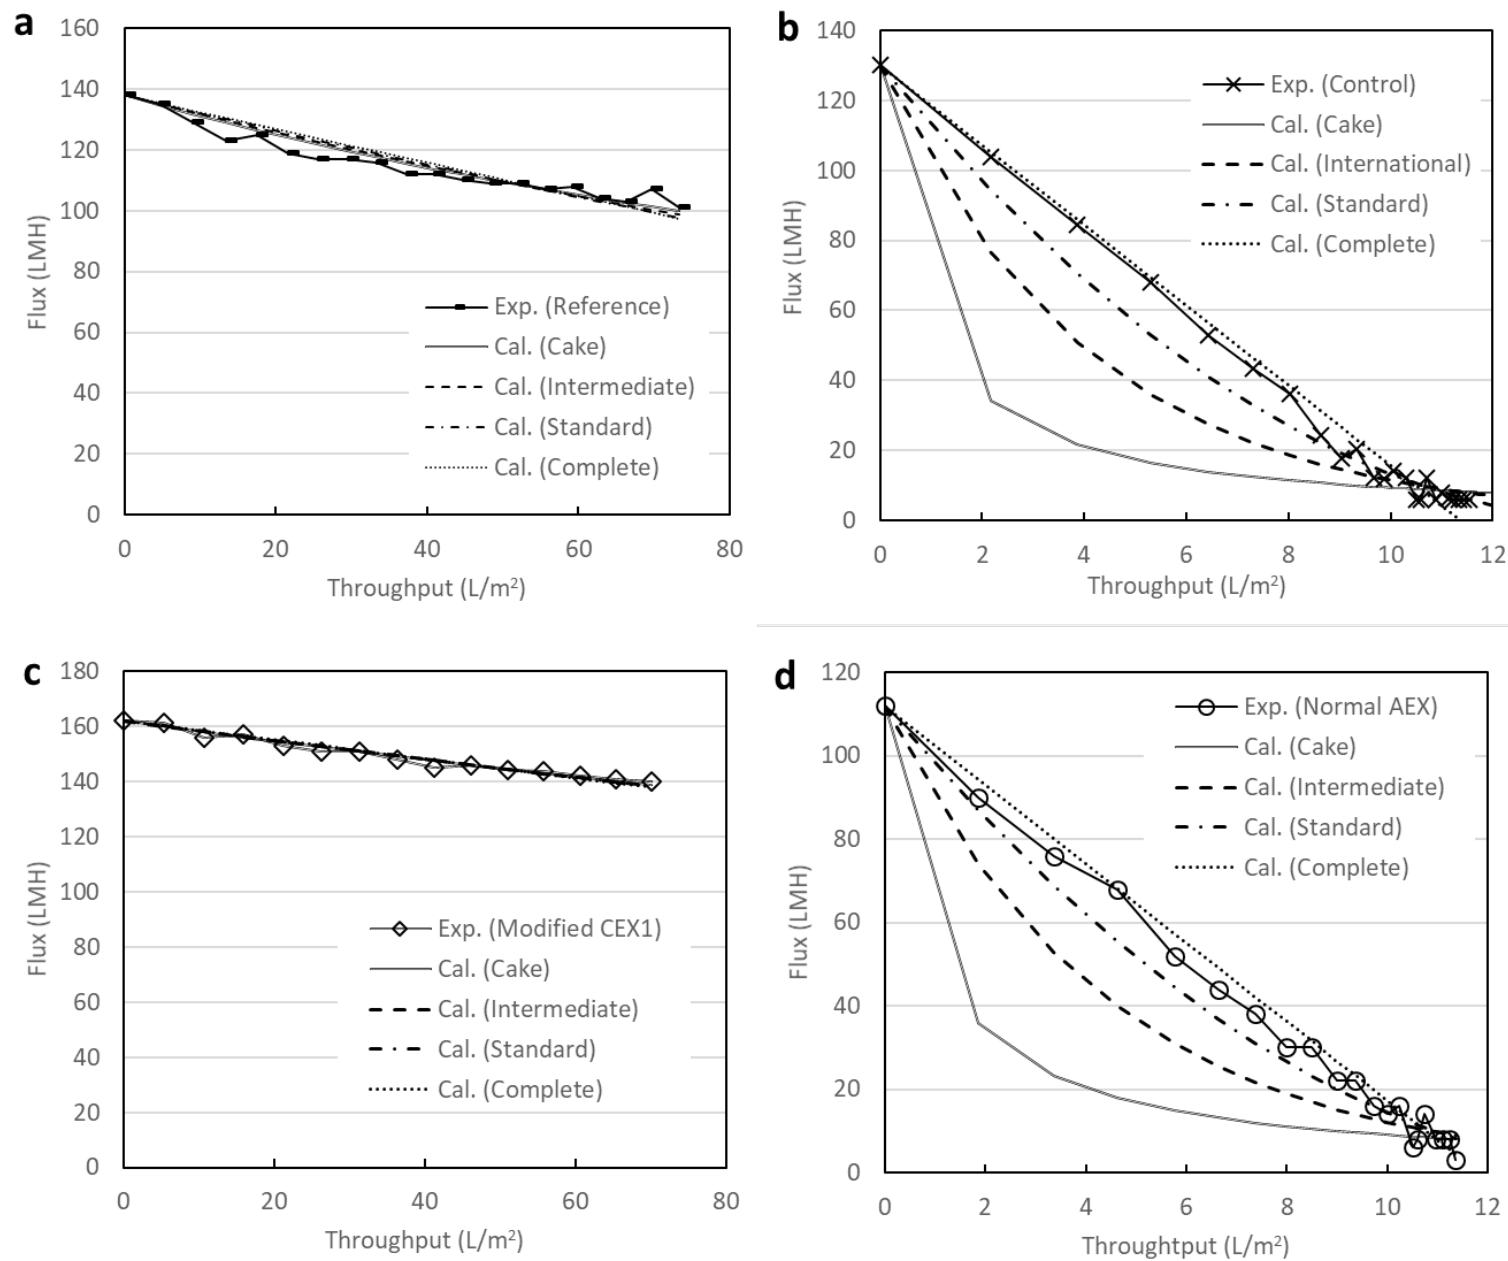 a
160
140
120
100
80
60
40
20
0
Flux (LMH)
Exp. (Reference)
Cal. (Cake)
Cal. (Intermediate)
Cal. (Standard)
Cal. (Complete)
0 20 40 60 80
Throughput (L/m²)
b
140
120
100
80
60
40
20
0
Flux (LMH)
Exp. (Control)
Cal. (Cake)
Cal. (International)
Cal. (Standard)
Cal. (Complete)
0 2 4 6 8 10 12
Throughput (L/m²)
c
180
160
140
120
100
80
60
40
20
0
Flux (LMH)
Exp. (Modified CEX1)
Cal. (Cake)
Cal. (Intermediate)
Cal. (Standard)
Cal. (Complete)
0 20 40 60 80
Throughput (L/m²)
d
120
100
80
60
40
20
0
Flux (LMH)
Exp. (Normal AEX)
Cal. (Cake)
Cal. (Intermediate)
Cal. (Standard)
Cal. (Complete)
0 2 4 6 8 10 12
Throughtput (L/m²)